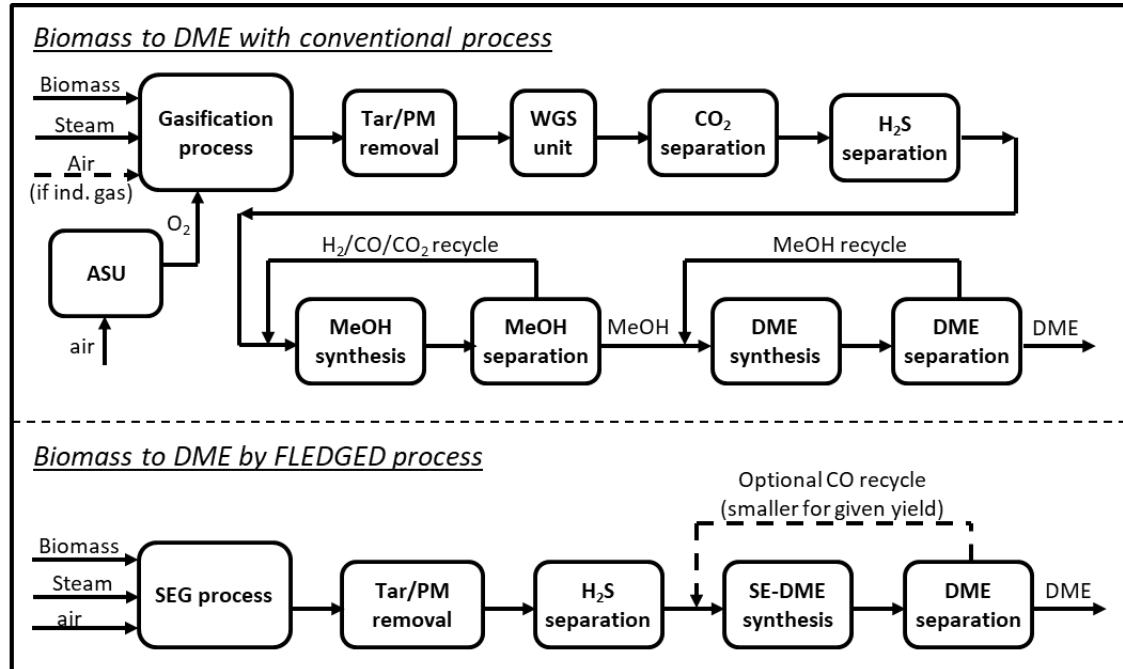 Biomass to DME with conventional process
Biomass
Steam
Air
(if ind. gas)
Gasification
process
Tar/PM
removal
WGS
unit
CO₂
separation
H₂S
separation
O₂
ASU
air
H₂/CO/CO₂ recycle
MeOH recycle
MeOH
synthesis
MeOH
separation
MeOH
DME
synthesis
DME
separation
DME
Biomass to DME by FLEDGED process
Optional CO recycle
(smaller for given yield)
Biomass
Steam
air
SEG process
Tar/PM
removal
H₂S
separation
SE-DME
synthesis
DME
separation
DME